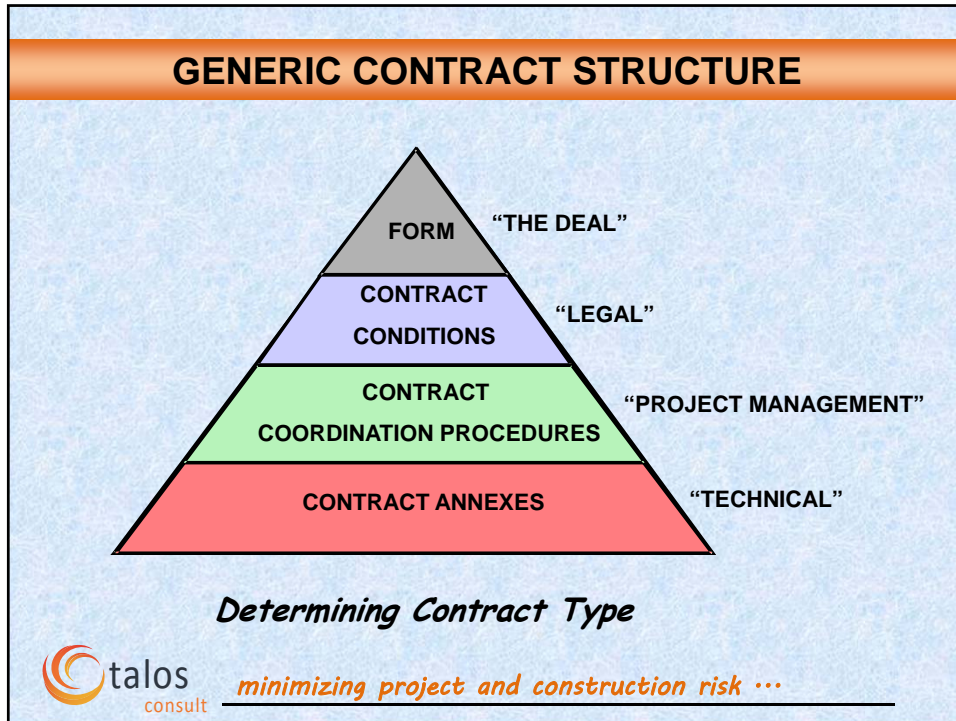 GENERIC CONTRACT STRUCTURE
FORM
“THE DEAL”
CONTRACT
CONDITIONS
“LEGAL”
CONTRACT
COORDINATION PROCEDURES
“PROJECT MANAGEMENT”
CONTRACT ANNEXES
“TECHNICAL”
Determining Contract Type
talos
consult
minimizing project and construction risk ...